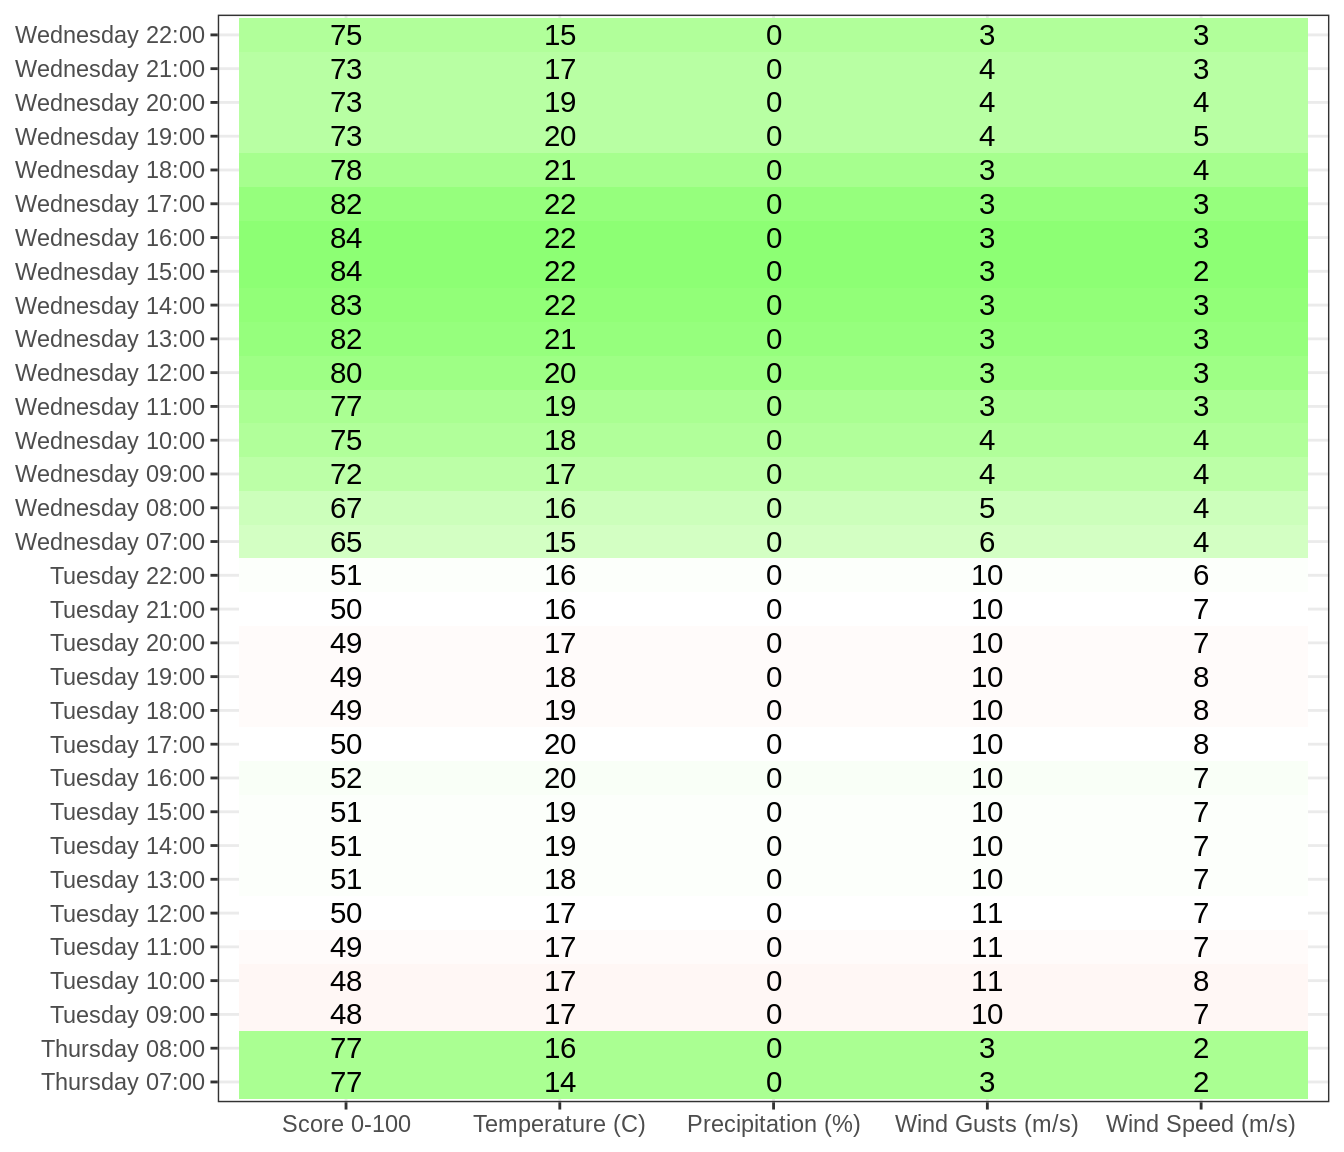 Wednesday 22:00 75 15 0 3 3
Wednesday 21:00 73 17 0 4 3
Wednesday 20:00 73 19 0 4 4
Wednesday 19:00 73 20 0 4 5
Wednesday 18:00 78 21 0 3 4
Wednesday 17:00 82 22 0 3 3
Wednesday 16:00 84 22 0 3 3
Wednesday 15:00 84 22 0 3 2
Wednesday 14:00 83 22 0 3 3
Wednesday 13:00 82 21 0 3 3
Wednesday 12:00 80 20 0 3 3
Wednesday 11:00 77 19 0 3 3
Wednesday 10:00 75 18 0 4 4
Wednesday 09:00 72 17 0 4 4
Wednesday 08:00 67 16 0 5 4
Wednesday 07:00 65 15 0 6 4
Tuesday 22:00 51 16 0 10 6
Tuesday 21:00 50 16 0 10 7
Tuesday 20:00 49 17 0 10 7
Tuesday 19:00 49 18 0 10 8
Tuesday 18:00 49 19 0 10 8
Tuesday 17:00 50 20 0 10 8
Tuesday 16:00 52 20 0 10 7
Tuesday 15:00 51 19 0 10 7
Tuesday 14:00 51 19 0 10 7
Tuesday 13:00 51 18 0 10 7
Tuesday 12:00 50 17 0 11 7
Tuesday 11:00 49 17 0 11 7
Tuesday 10:00 48 17 0 11 8
Tuesday 09:00 48 17 0 10 7
Thursday 08:00 77 16 0 3 2
Thursday 07:00 77 14 0 3 2
Score 0-100 Temperature (C) Precipitation (%) Wind Gusts (m/s) Wind Speed (m/s)